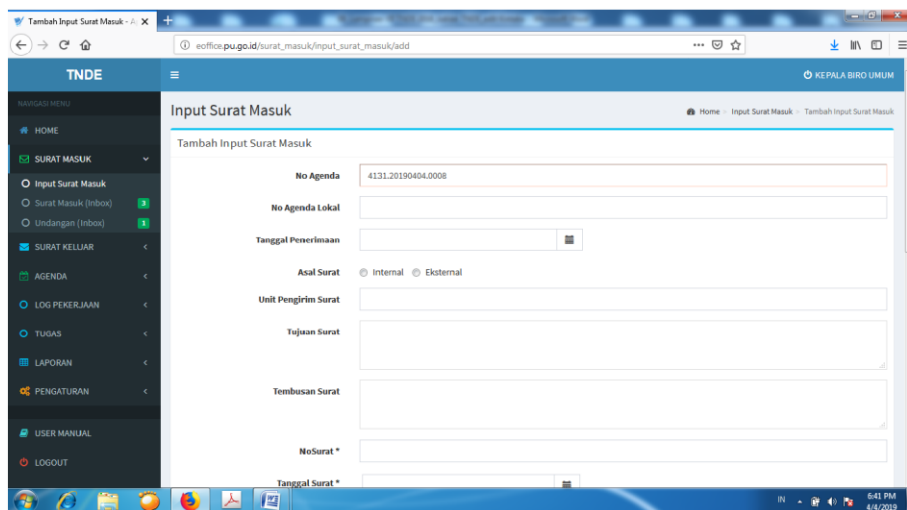 Tambah Input Surat Masuk - A
eoffice.pu.go.id/surat_masuk/input_surat_masuk/add
TNDE
KEPALA BIRO UMUM
NAVIGASI MENU
HOME
SURAT MASUK
Input Surat Masuk
Surat Masuk (Inbox) 3
Undangan (Inbox) 1
SURAT KELUAR
AGENDA
LOG PEKERJAAN
TUGAS
LAPORAN
PENGATURAN
USER MANUAL
LOGOUT
Input Surat Masuk
Home > Input Surat Masuk > Tambah Input Surat Masuk
Tambah Input Surat Masuk
No Agenda 4131.20190404.0008
No Agenda Lokal
Tanggal Penerimaan
Asal Surat Internal Eksternal
Unit Pengirim Surat
Tujuan Surat
Tembusan Surat
NoSurat *
Tanggal Surat *
IN 6:41 PM
4/4/2019